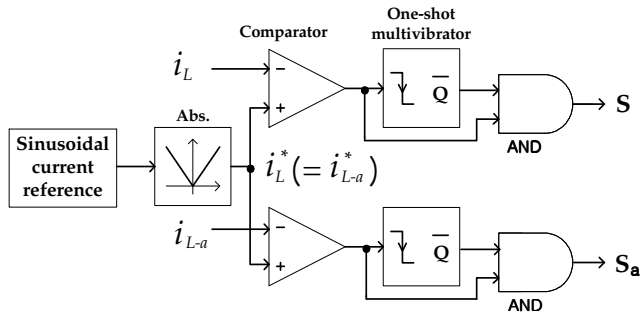 Comparator
One-shot
multivibrator
i_L
−
+
Q̅
S
AND
Abs.
Sinusoidal
current
reference
i_L^* (= i_{L-a}^*)
i_{L-a}
−
+
Q̅
S_a
AND